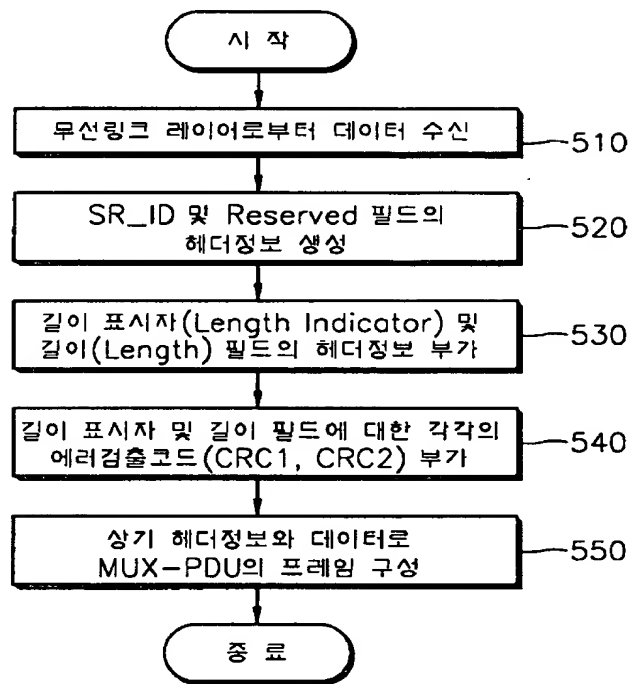 시 작
무선링크 레이어로부터 데이터 수신
510
SR_ID 및 Reserved 필드의
헤더정보 생성
520
길이 표시자(Length Indicator) 및
길이(Length) 필드의 헤더정보 부가
530
길이 표시자 및 길이 필드에 대한 각각의
에러검출코드(CRC1, CRC2) 부가
540
상기 헤더정보와 데이터로
MUX-PDU의 프레임 구성
550
종 료